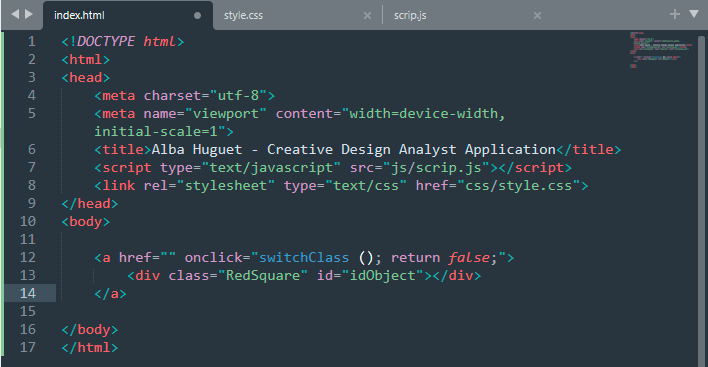 index.html style.css scrip.js
1 <!DOCTYPE html>
2 <html>
3 <head>
4 <meta charset="utf-8">
5 <meta name="viewport" content="width=device-width,
initial-scale=1">
6 <title>Alba Huguet - Creative Design Analyst Application</title>
7 <script type="text/javascript" src="js/scrip.js"></script>
8 <link rel="stylesheet" type="text/css" href="css/style.css">
9 </head>
10 <body>
11
12 <a href="" onclick="switchClass (); return false;">
13 <div class="RedSquare" id="idObject"></div>
14 </a>
15
16 </body>
17 </html>